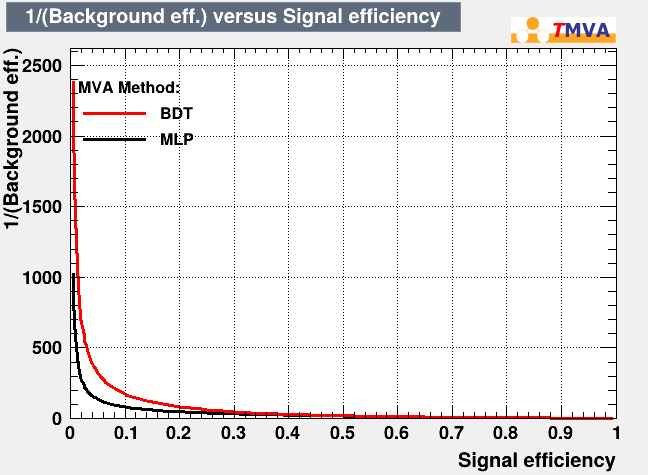 1/(Background eff.) versus Signal efficiency
TMVA
1/(Background eff.)
2500
2000
1500
1000
500
0
MVA Method:
BDT
MLP
0 0.1 0.2 0.3 0.4 0.5 0.6 0.7 0.8 0.9 1
Signal efficiency